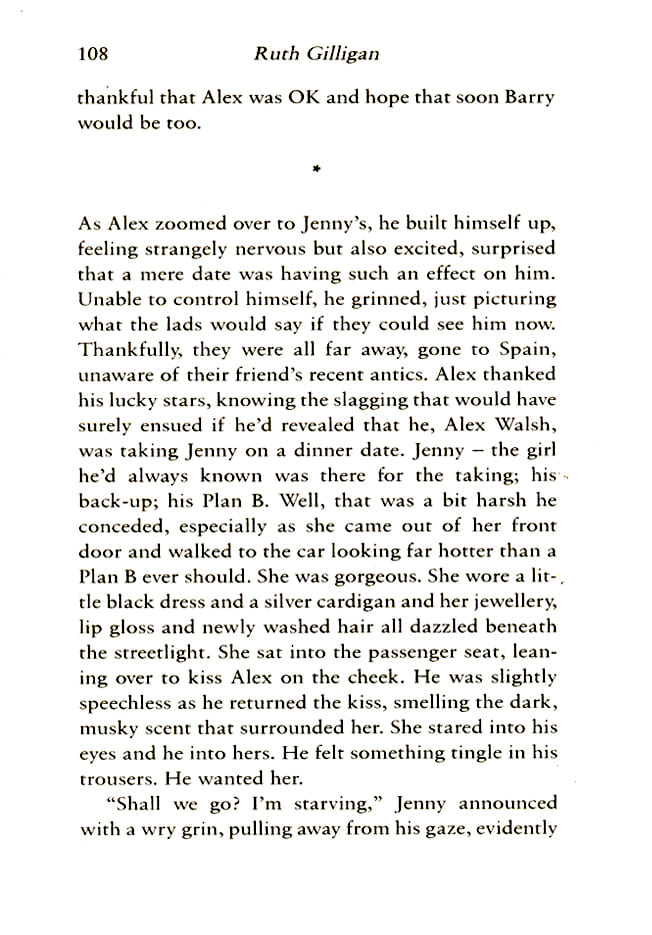 108 Ruth Gilligan
thankful that Alex was OK and hope that soon Barry
would be too.
*
As Alex zoomed over to Jenny's, he built himself up,
feeling strangely nervous but also excited, surprised
that a mere date was having such an effect on him.
Unable to control himself, he grinned, just picturing
what the lads would say if they could see him now.
Thankfully, they were all far away, gone to Spain,
unaware of their friend's recent antics. Alex thanked
his lucky stars, knowing the slagging that would have
surely ensued if he'd revealed that he, Alex Walsh,
was taking Jenny on a dinner date. Jenny – the girl
he'd always known was there for the taking; his
back-up; his Plan B. Well, that was a bit harsh he
conceded, especially as she came out of her front
door and walked to the car looking far hotter than a
Plan B ever should. She was gorgeous. She wore a lit-
tle black dress and a silver cardigan and her jewellery,
lip gloss and newly washed hair all dazzled beneath
the streetlight. She sat into the passenger seat, lean-
ing over to kiss Alex on the cheek. He was slightly
speechless as he returned the kiss, smelling the dark,
musky scent that surrounded her. She stared into his
eyes and he into hers. He felt something tingle in his
trousers. He wanted her.
"Shall we go? I'm starving," Jenny announced
with a wry grin, pulling away from his gaze, evidently